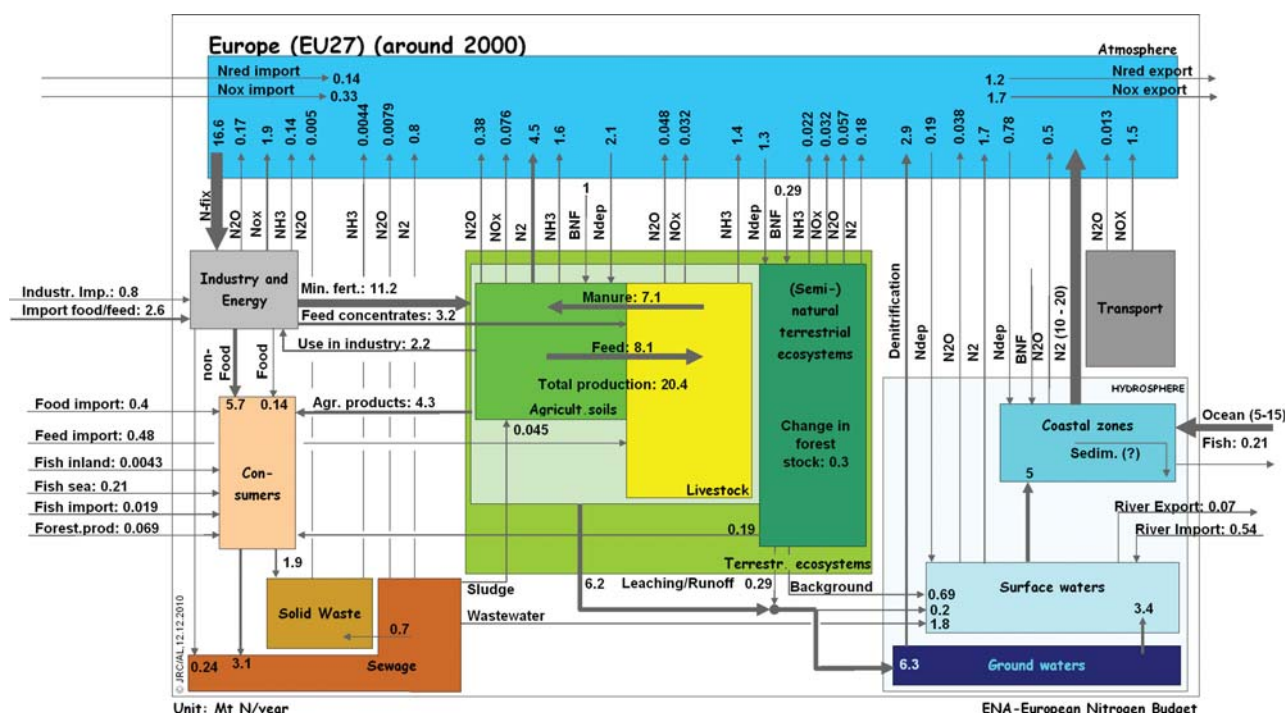 Europe (EU27) (around 2000)
Atmosphere
Nred import 0.14
Nox import 0.33
1.2 Nred export
1.7 Nox export
16.6 0.17 1.9 0.14 0.005 0.0044 0.0079 0.8 0.38 0.076 4.5 1.6 2.1 0.048 0.032 1.4 1.3 0.022 0.032 0.057 0.18 2.9 0.19 0.038 1.7 0.78 0.5 0.013 1.5
1 0.29
N-fix N2O Nox NH3 N2O NH3 N2O N2 N2O NOx N2 NH3 BNF Ndep N2O NOx NH3 Ndep BNF NH3 NOx N2O N2 Denitrification Ndep N2O N2 Ndep BNF N2O N2 (10 - 20) N2O NOX
Industry and
Energy
Industr. Imp.: 0.8
Import food/feed: 2.6
Min. fert.: 11.2
Feed concentrates: 3.2
Use in industry: 2.2
Manure: 7.1
Feed: 8.1
Total production: 20.4
Agricult.soils
Livestock
(Semi-)
natural
terrestrial
ecosystems
Change in
forest
stock: 0.3
Transport
HYDROSPHERE
non-
Food
Food
5.7 0.14
Food import: 0.4
Agr. products: 4.3
0.045
Feed import: 0.48
Fish inland: 0.0043
Fish sea: 0.21
Fish import: 0.019
Forest.prod: 0.069
Con-
sumers
Coastal zones
Sedim. (?)
5
Ocean (5-15)
Fish: 0.21
River Export: 0.07
River Import: 0.54
0.19
Terrestr. ecosystems
1.9
Sludge
6.2
Leaching/Runoff 0.29
Background
Solid Waste
Wastewater
0.7
Sewage
0.24
3.1
Surface waters
0.69
0.2
1.8
3.4
6.3
Ground waters
© JRC/AL, 12.12.2010
Unit: Mt N/year
ENA-European Nitrogen Budget